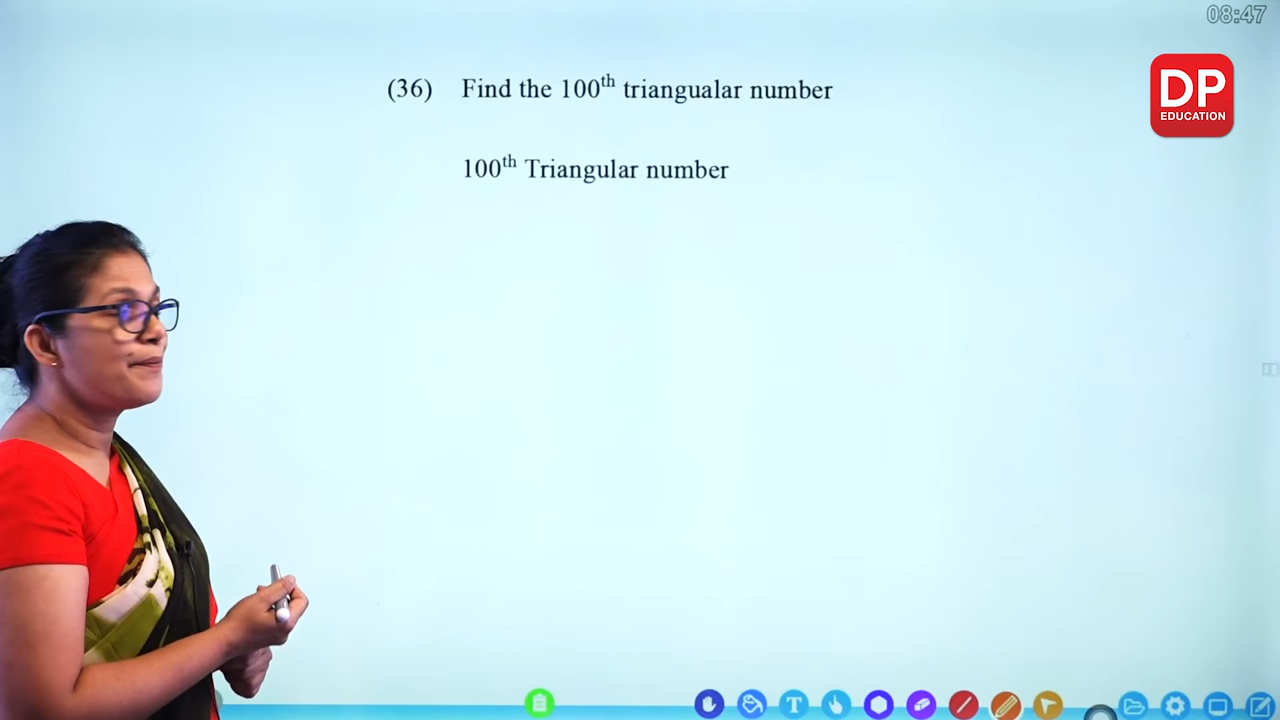 08:47
DP
EDUCATION
(36) Find the 100th triangualar number
100th Triangular number